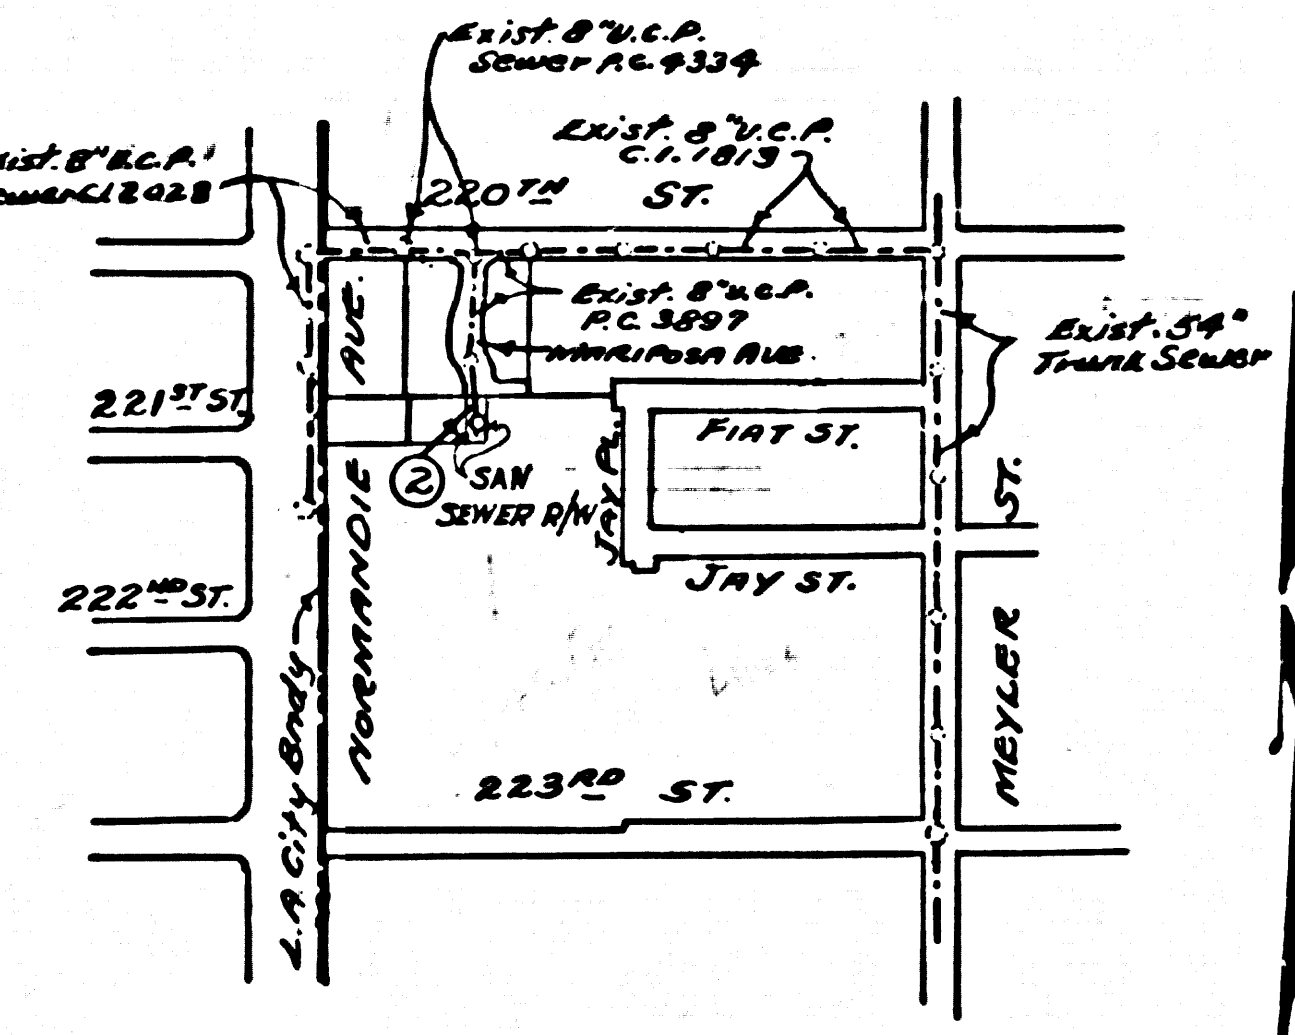 Exist. 8" V.C.P.
Sewer P.C. 4334
Exist. 8" V.C.P.
C.I. 1813
8" V.C.P.
2028
220TH ST.
AVE.
Exist. 8" V.C.P.
P.C. 3897
MARIPOSA AVE.
Exist. 54"
Trunk Sewer
221ST ST.
FIAT ST.
2
SAN
SEWER R/W
JAY PL.
ST.
NORMANDIE
JAY ST.
222ND ST.
MEYLER
L.A. City Bndy
223RD ST.